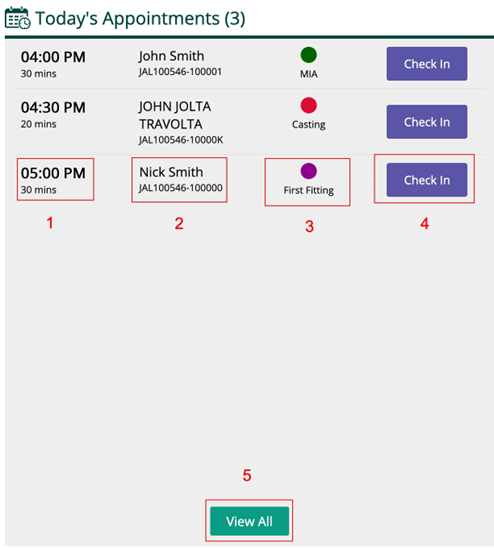 Today's Appointments (3)
04:00 PM
30 mins
John Smith
JAL100546-100001
MIA
Check In
04:30 PM
20 mins
JOHN JOLTA
TRAVOLTA
JAL100546-10000K
Casting
Check In
05:00 PM
30 mins
Nick Smith
JAL100546-100000
First Fitting
Check In
1
2
3
4
5
View All